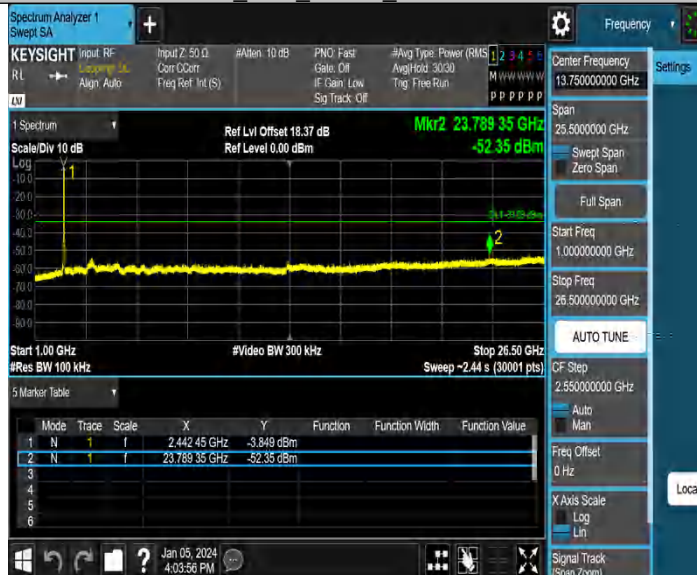 Spectrum Analyzer 1
Swept SA
+
Frequency
KEYSIGHT Input: RF
RL
Align: Auto
Input Z: 50 Ω
Corr CCorr
Freq Ref: Int (S)
#Atten: 10 dB
PNO: Fast
Gate: Off
IF Gain: Low
Sig Track: Off
#Avg Type: Power (RMS
Avg|Hold: 30/30
Trig: Free Run
1 2 3 4 5 6
M W W W W W
P P P P P P
LXI
1 Spectrum
Scale/Div 10 dB
Ref Lvl Offset 18.37 dB
Ref Level 0.00 dBm
Mkr2 23.789 35 GHz
-52.35 dBm
Log
-10.0
-20.0
-30.0
-40.0
-50.0
-60.0
-70.0
-80.0
-90.0
1
2
Start 1.00 GHz
#Res BW 100 kHz
#Video BW 300 kHz
Stop 26.50 GHz
Sweep ~2.44 s (30001 pts)
5 Marker Table
Mode Trace Scale X Y Function Function Width Function Value
1 N 1 f 2.442 45 GHz -3.849 dBm
2 N 1 f 23.789 35 GHz -52.35 dBm
3
4
5
6
Jan 05, 2024
4:03:56 PM
?
Center Frequency
13.750000000 GHz
Span
25.5000000 GHz
Swept Span
Zero Span
Full Span
Start Freq
1.000000000 GHz
Stop Freq
26.500000000 GHz
AUTO TUNE
CF Step
2.550000000 GHz
Auto
Man
Freq Offset
0 Hz
X Axis Scale
Log
Lin
Signal Track
(Span Zoom)
Settings
Loca